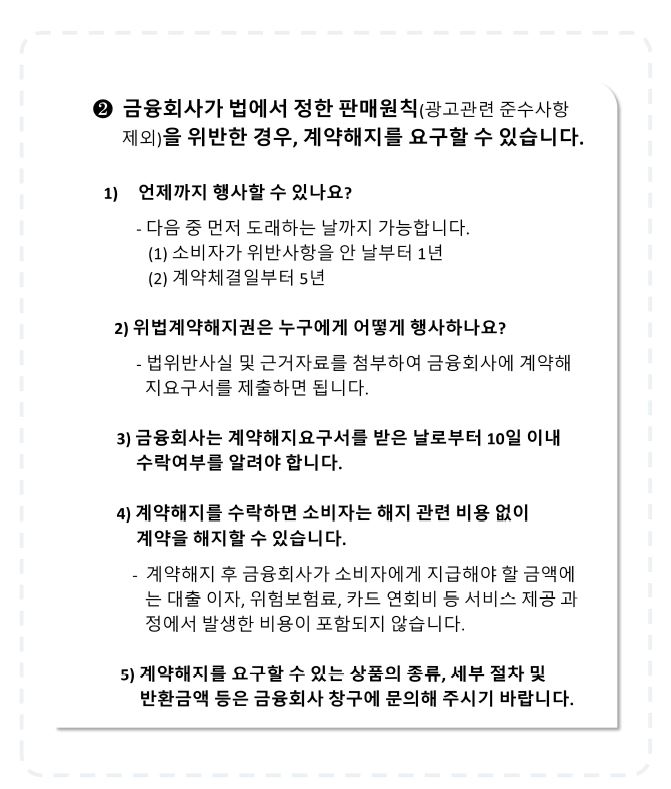 ❷ 금융회사가 법에서 정한 판매원칙(광고관련 준수사항
제외)을 위반한 경우, 계약해지를 요구할 수 있습니다.
1) 언제까지 행사할 수 있나요?
- 다음 중 먼저 도래하는 날까지 가능합니다.
(1) 소비자가 위반사항을 안 날부터 1년
(2) 계약체결일부터 5년
2) 위법계약해지권은 누구에게 어떻게 행사하나요?
- 법위반사실 및 근거자료를 첨부하여 금융회사에 계약해
지요구서를 제출하면 됩니다.
3) 금융회사는 계약해지요구서를 받은 날로부터 10일 이내
수락여부를 알려야 합니다.
4) 계약해지를 수락하면 소비자는 해지 관련 비용 없이
계약을 해지할 수 있습니다.
- 계약해지 후 금융회사가 소비자에게 지급해야 할 금액에
는 대출 이자, 위험보험료, 카드 연회비 등 서비스 제공 과
정에서 발생한 비용이 포함되지 않습니다.
5) 계약해지를 요구할 수 있는 상품의 종류, 세부 절차 및
반환금액 등은 금융회사 창구에 문의해 주시기 바랍니다.